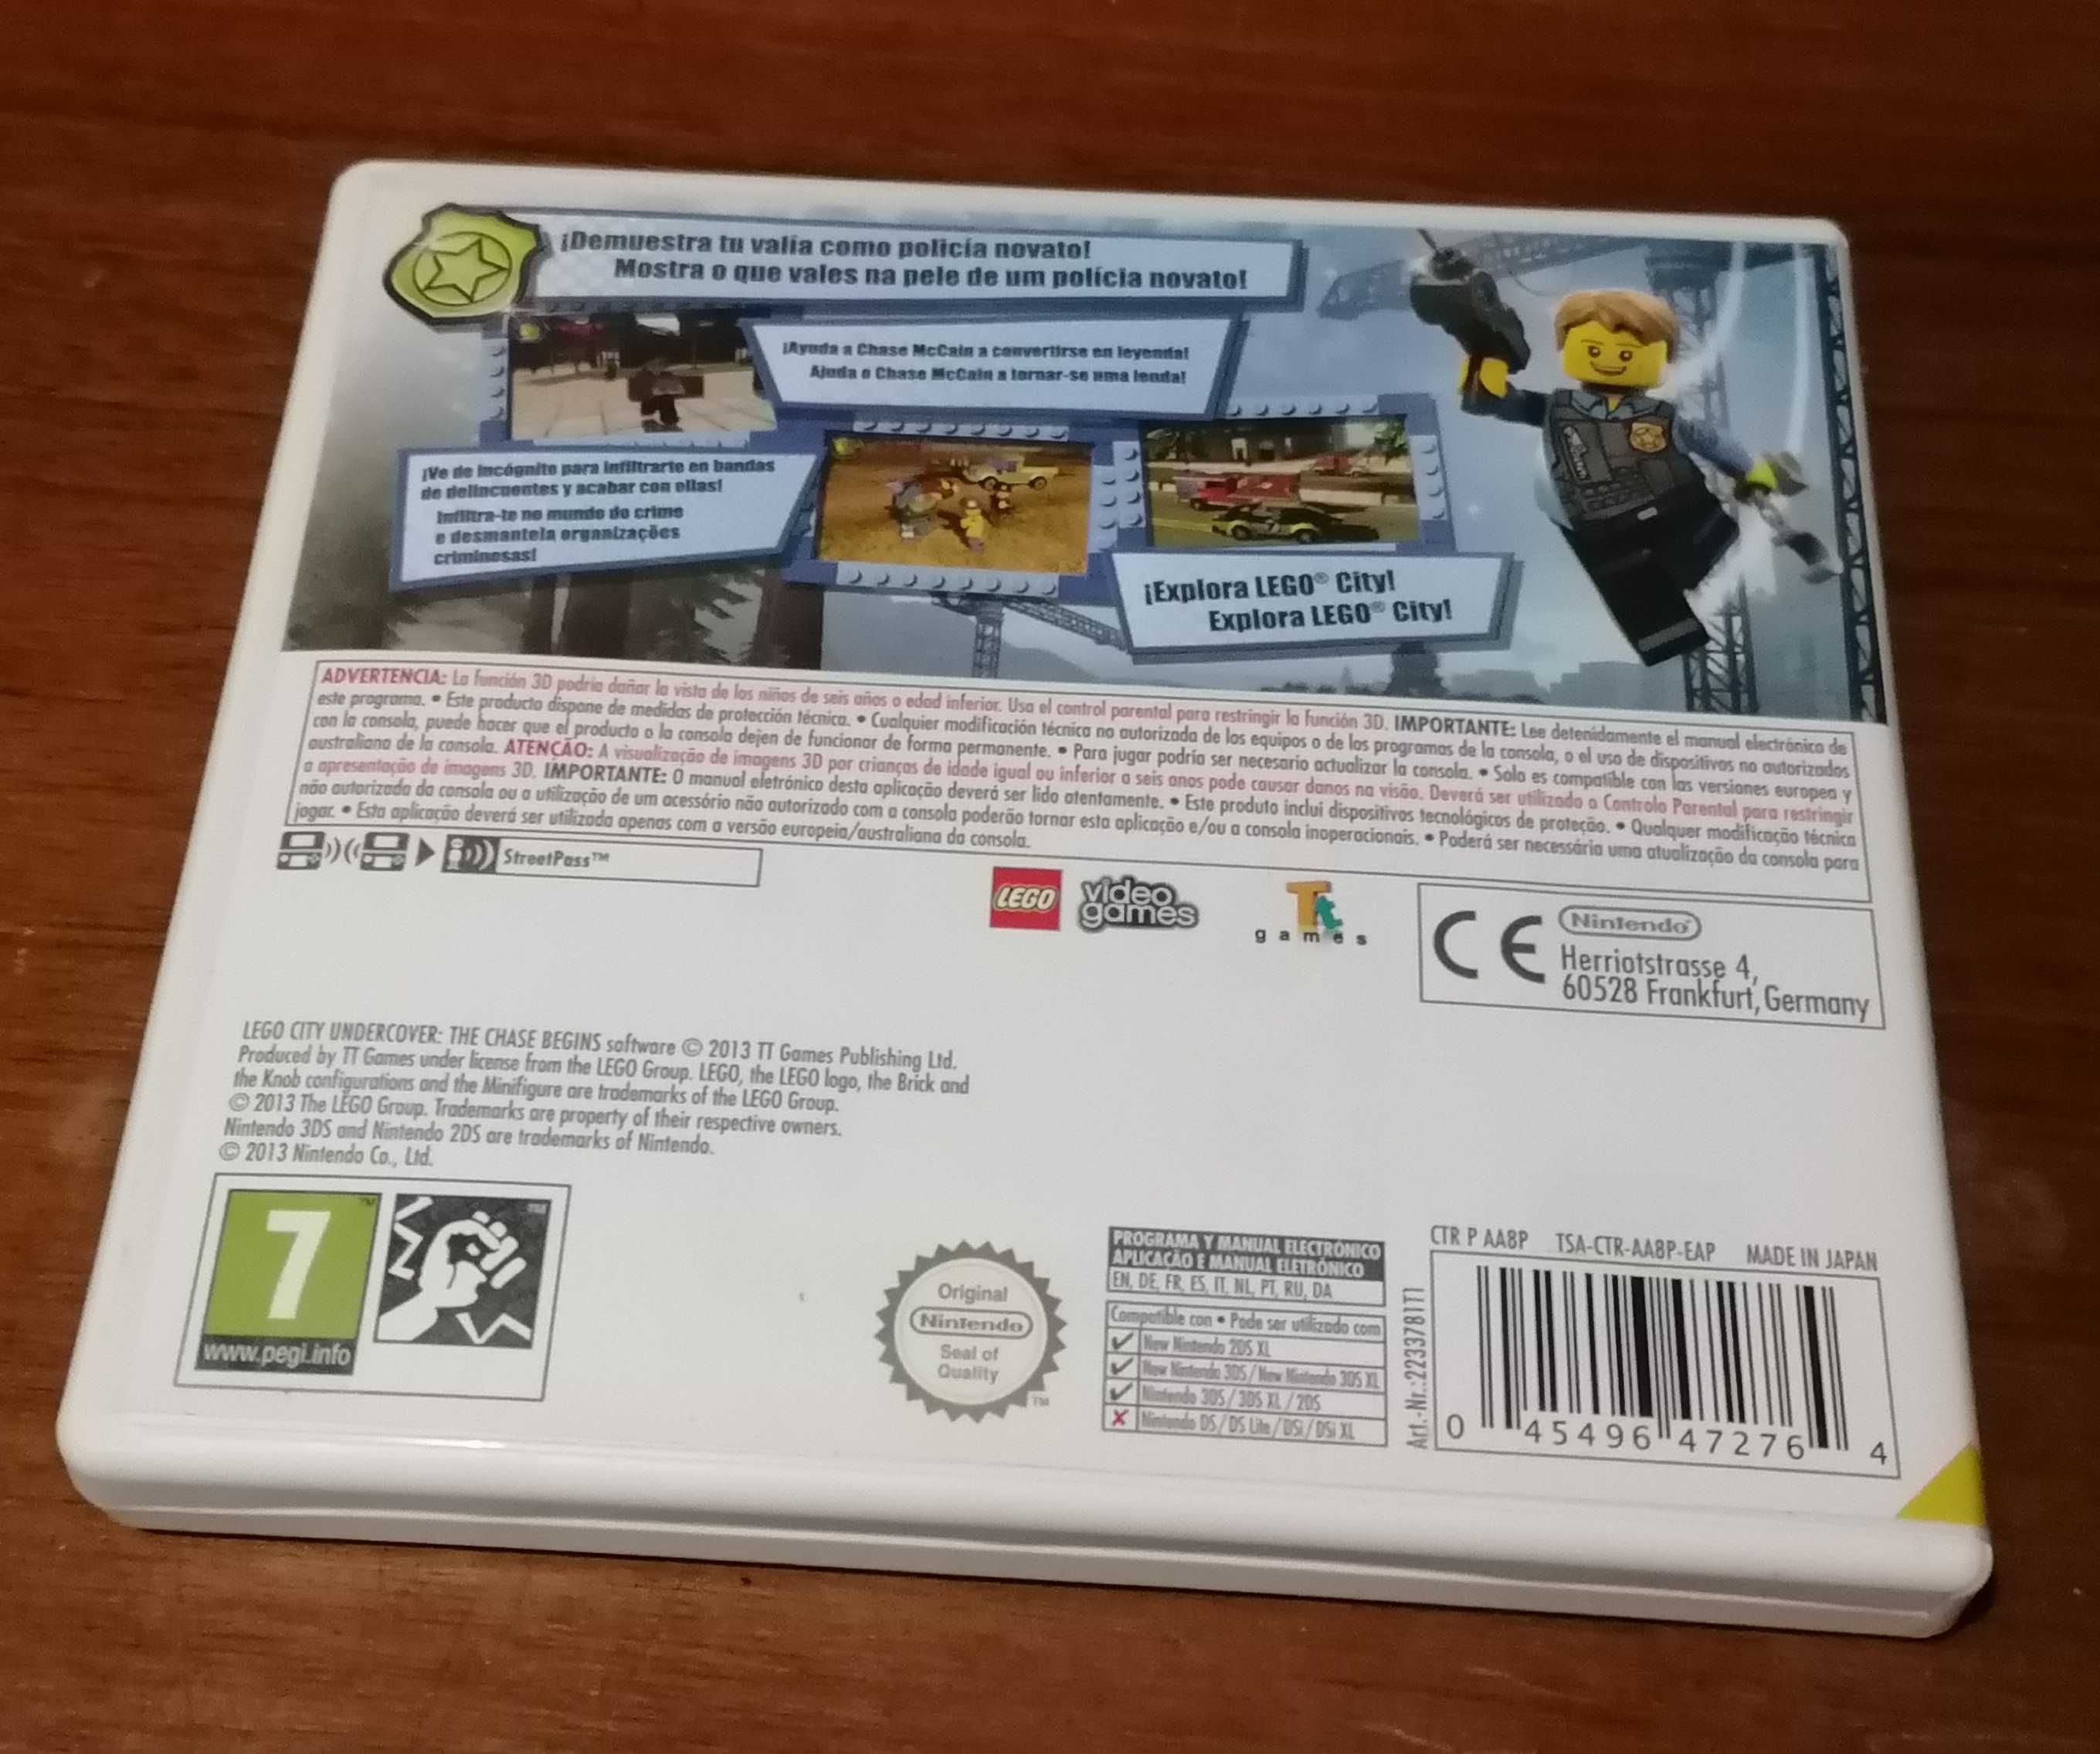 ¡Demuestra tu valía como policía novato!
Mostra o que vales na pele de um polícia novato!
¡Ayuda a Chase McCain a convertirse en leyenda!
Ajuda o Chase McCain a tornar-se uma lenda!
¡Ve de incógnito para infiltrarte en bandas
de delincuentes y acabar con ellas!
Infiltra-te no mundo do crime
e desmantela organizações
criminosas!
¡Explora LEGO® City!
Explora LEGO® City!
ADVERTENCIA: La función 3D podría dañar la vista de los niños de seis años o edad inferior. Usa el control parental para restringir la función 3D. IMPORTANTE: Lee detenidamente el manual electrónico de
este programa. • Este producto dispone de medidas de protección técnica. • Cualquier modificación técnica no autorizada de los equipos o de los programas de la consola, o el uso de dispositivos no autorizados
con la consola, puede hacer que el producto o la consola dejen de funcionar de forma permanente. • Para jugar podría ser necesario actualizar la consola. • Solo es compatible con las versiones europea y
australiana de la consola. ATENÇÃO: A visualização de imagens 3D por crianças de idade igual ou inferior a seis anos pode causar danos na visão. Deverá ser utilizado o Controlo Parental para restringir
a apresentação de imagens 3D. IMPORTANTE: O manual eletrónico desta aplicação deverá ser lido atentamente. • Este produto inclui dispositivos tecnológicos de proteção. • Qualquer modificação técnica
não autorizada da consola ou a utilização de um acessório não autorizado com a consola poderão tornar esta aplicação e/ou a consola inoperacionais. • Poderá ser necessária uma atualização da consola para
jogar. • Esta aplicação deverá ser utilizada apenas com a versão europeia/australiana da consola.
StreetPass™
LEGO
video
games
Tt
games
CE
Nintendo®
Herriotstrasse 4,
60528 Frankfurt, Germany
LEGO CITY UNDERCOVER: THE CHASE BEGINS software © 2013 TT Games Publishing Ltd.
Produced by TT Games under license from the LEGO Group. LEGO, the LEGO logo, the Brick and
the Knob configurations and the Minifigure are trademarks of the LEGO Group.
© 2013 The LEGO Group. Trademarks are property of their respective owners.
Nintendo 3DS and Nintendo 2DS are trademarks of Nintendo.
© 2013 Nintendo Co., Ltd.
7 ™
www.pegi.info
TM
Original
Nintendo
Seal of
Quality
TM
PROGRAMA Y MANUAL ELECTRÓNICO
APLICAÇÃO E MANUAL ELETRÓNICO
EN, DE, FR, ES, IT, NL, PT, RU, DA
Compatible con • Pode ser utilizado com
✓ New Nintendo 2DS XL
✓ New Nintendo 3DS / New Nintendo 3DS XL
✓ Nintendo 3DS / 3DS XL / 2DS
✗ Nintendo DS / DS Lite / DSi / DSi XL
CTR P AA8P TSA-CTR-AA8P-EAP MADE IN JAPAN
Art.-Nr.:2233781T1
0 45496 47276 4